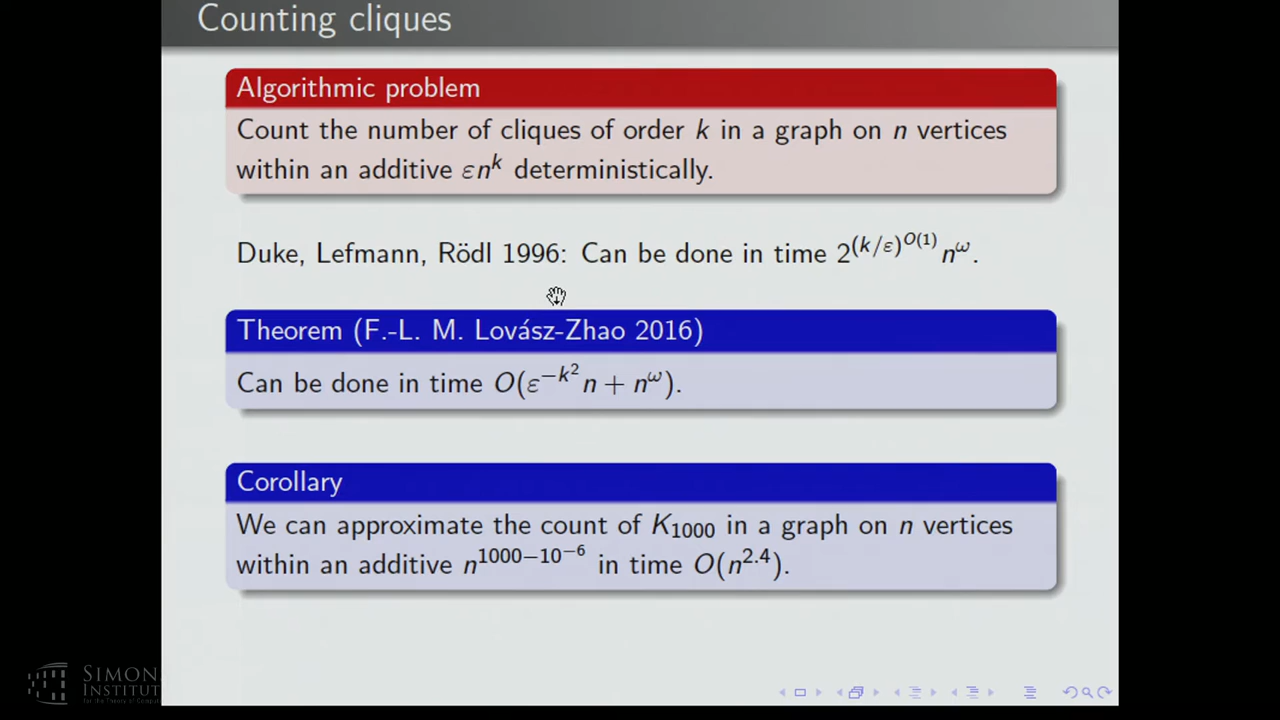 Counting cliques
Algorithmic problem
Count the number of cliques of order k in a graph on n vertices
within an additive εn^k deterministically.
Duke, Lefmann, Rödl 1996: Can be done in time 2^{(k/ε)^{O(1)}} n^ω.
Theorem (F.-L. M. Lovász-Zhao 2016)
Can be done in time O(ε^{-k^2} n + n^ω).
Corollary
We can approximate the count of K_{1000} in a graph on n vertices
within an additive n^{1000−10^{−6}} in time O(n^{2.4}).
SIMONS
INSTITUT